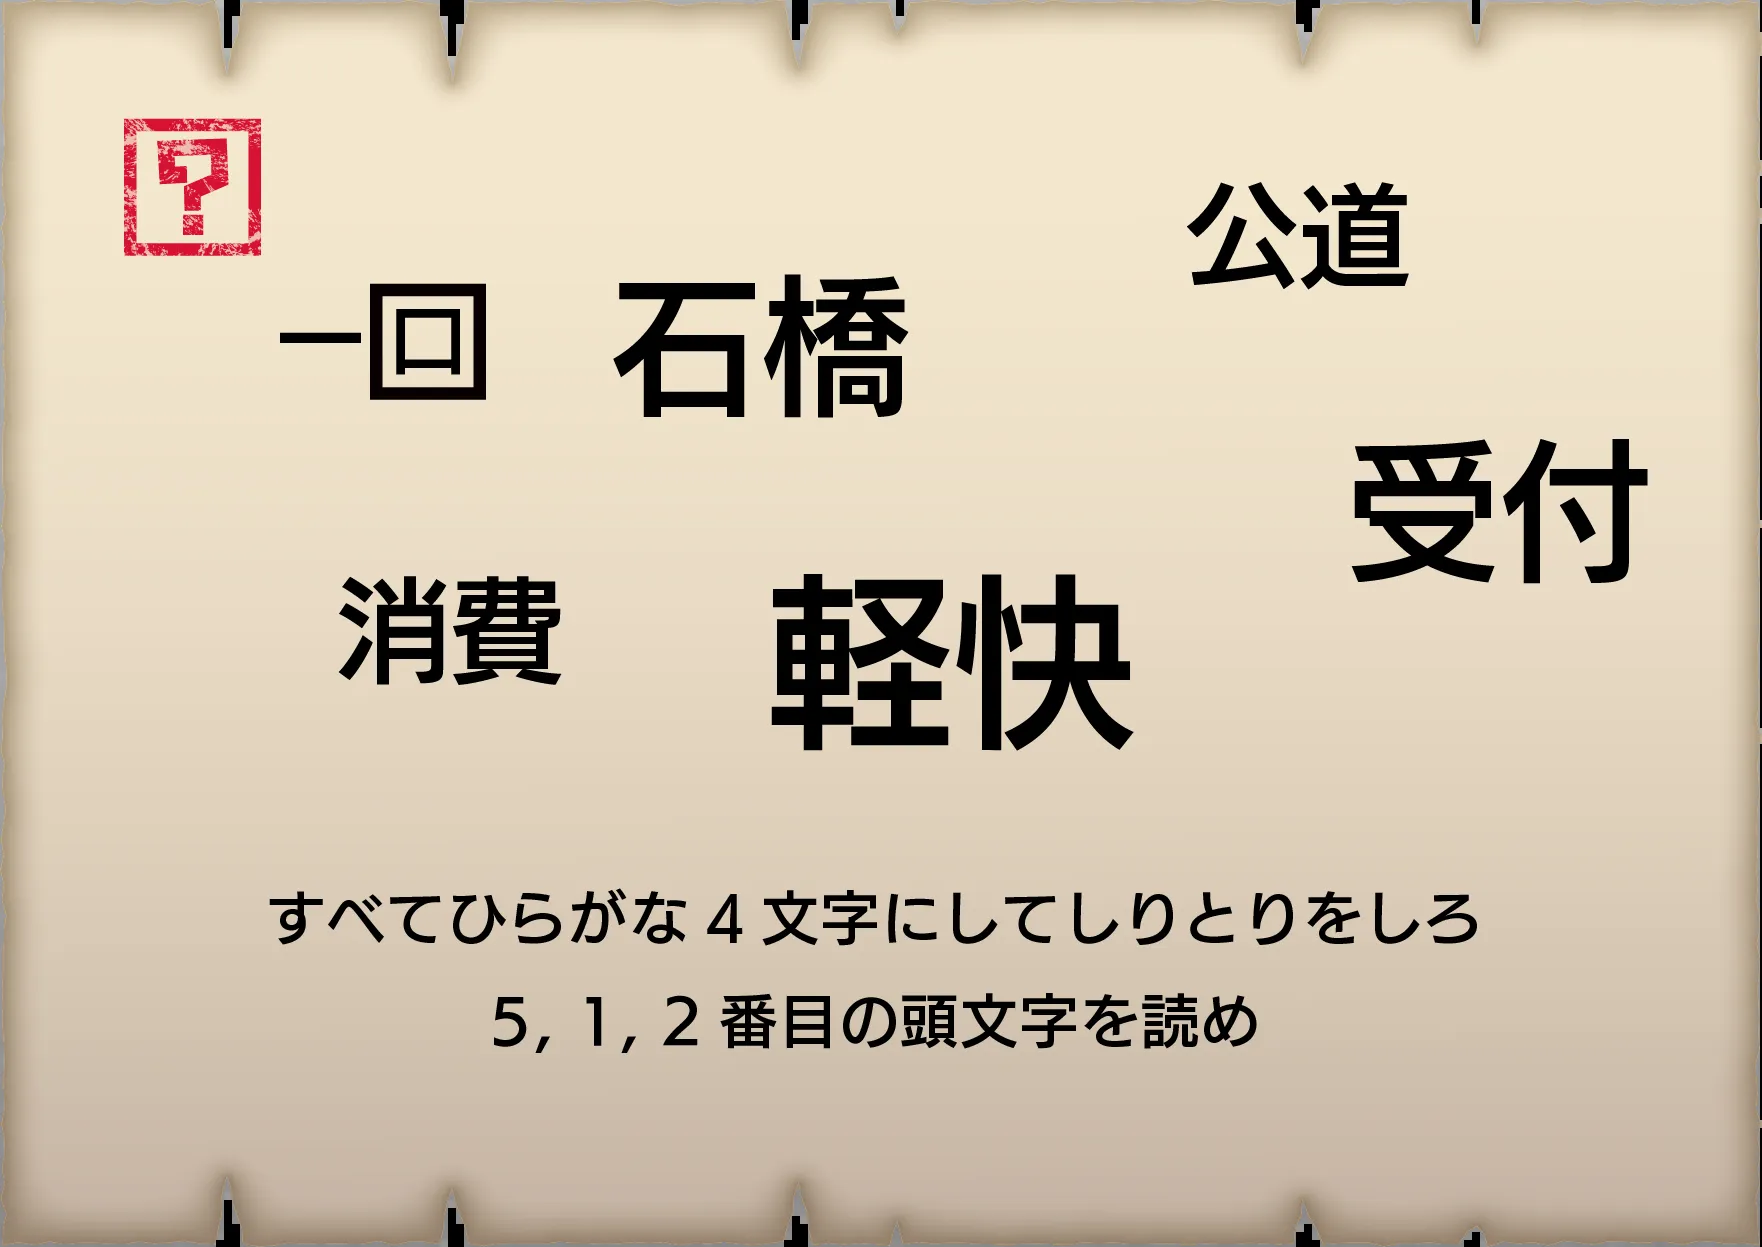 ?
公道
一回 石橋
受付
消費 軽快
すべてひらがな 4 文字にしてしりとりをしろ
5, 1, 2 番目の頭文字を読め